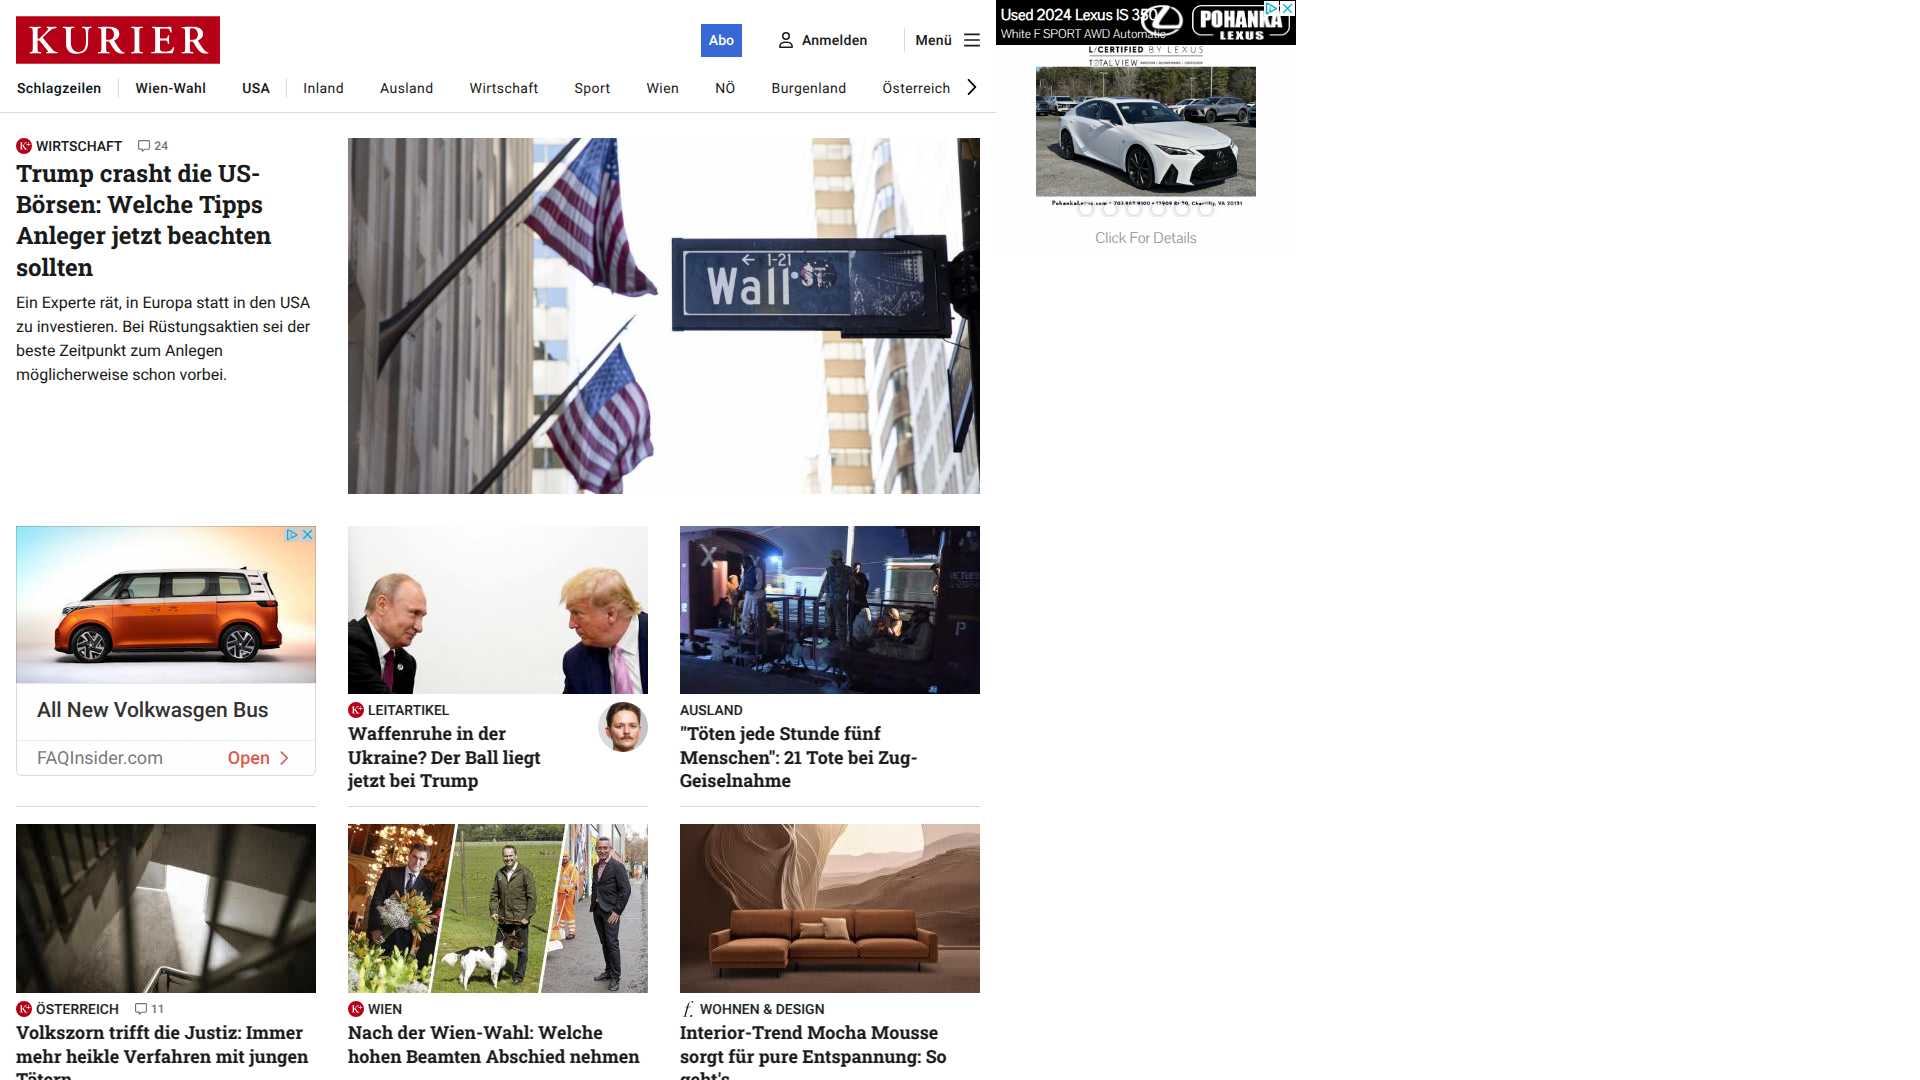 KURIER
Abo
Anmelden
Menü
Schlagzeilen
Wien-Wahl
USA
Inland
Ausland
Wirtschaft
Sport
Wien
NÖ
Burgenland
Österreich
Used 2024 Lexus IS 350
White F SPORT AWD Automatic
POHANKA
LEXUS
L/CERTIFIED BY LEXUS
Click For Details
K+ WIRTSCHAFT 24
Trump crasht die US-
Börsen: Welche Tipps
Anleger jetzt beachten
sollten
Ein Experte rät, in Europa statt in den USA
zu investieren. Bei Rüstungsaktien sei der
beste Zeitpunkt zum Anlegen
möglicherweise schon vorbei.
← 1-21
Wall ST
All New Volkwasgen Bus
FAQInsider.com
Open
K+ LEITARTIKEL
Waffenruhe in der
Ukraine? Der Ball liegt
jetzt bei Trump
AUSLAND
"Töten jede Stunde fünf
Menschen": 21 Tote bei Zug-
Geiselnahme
K+ ÖSTERREICH 11
Volkszorn trifft die Justiz: Immer
mehr heikle Verfahren mit jungen
Tätern
K+ WIEN
Nach der Wien-Wahl: Welche
hohen Beamten Abschied nehmen
f. WOHNEN & DESIGN
Interior-Trend Mocha Mousse
sorgt für pure Entspannung: So
geht's